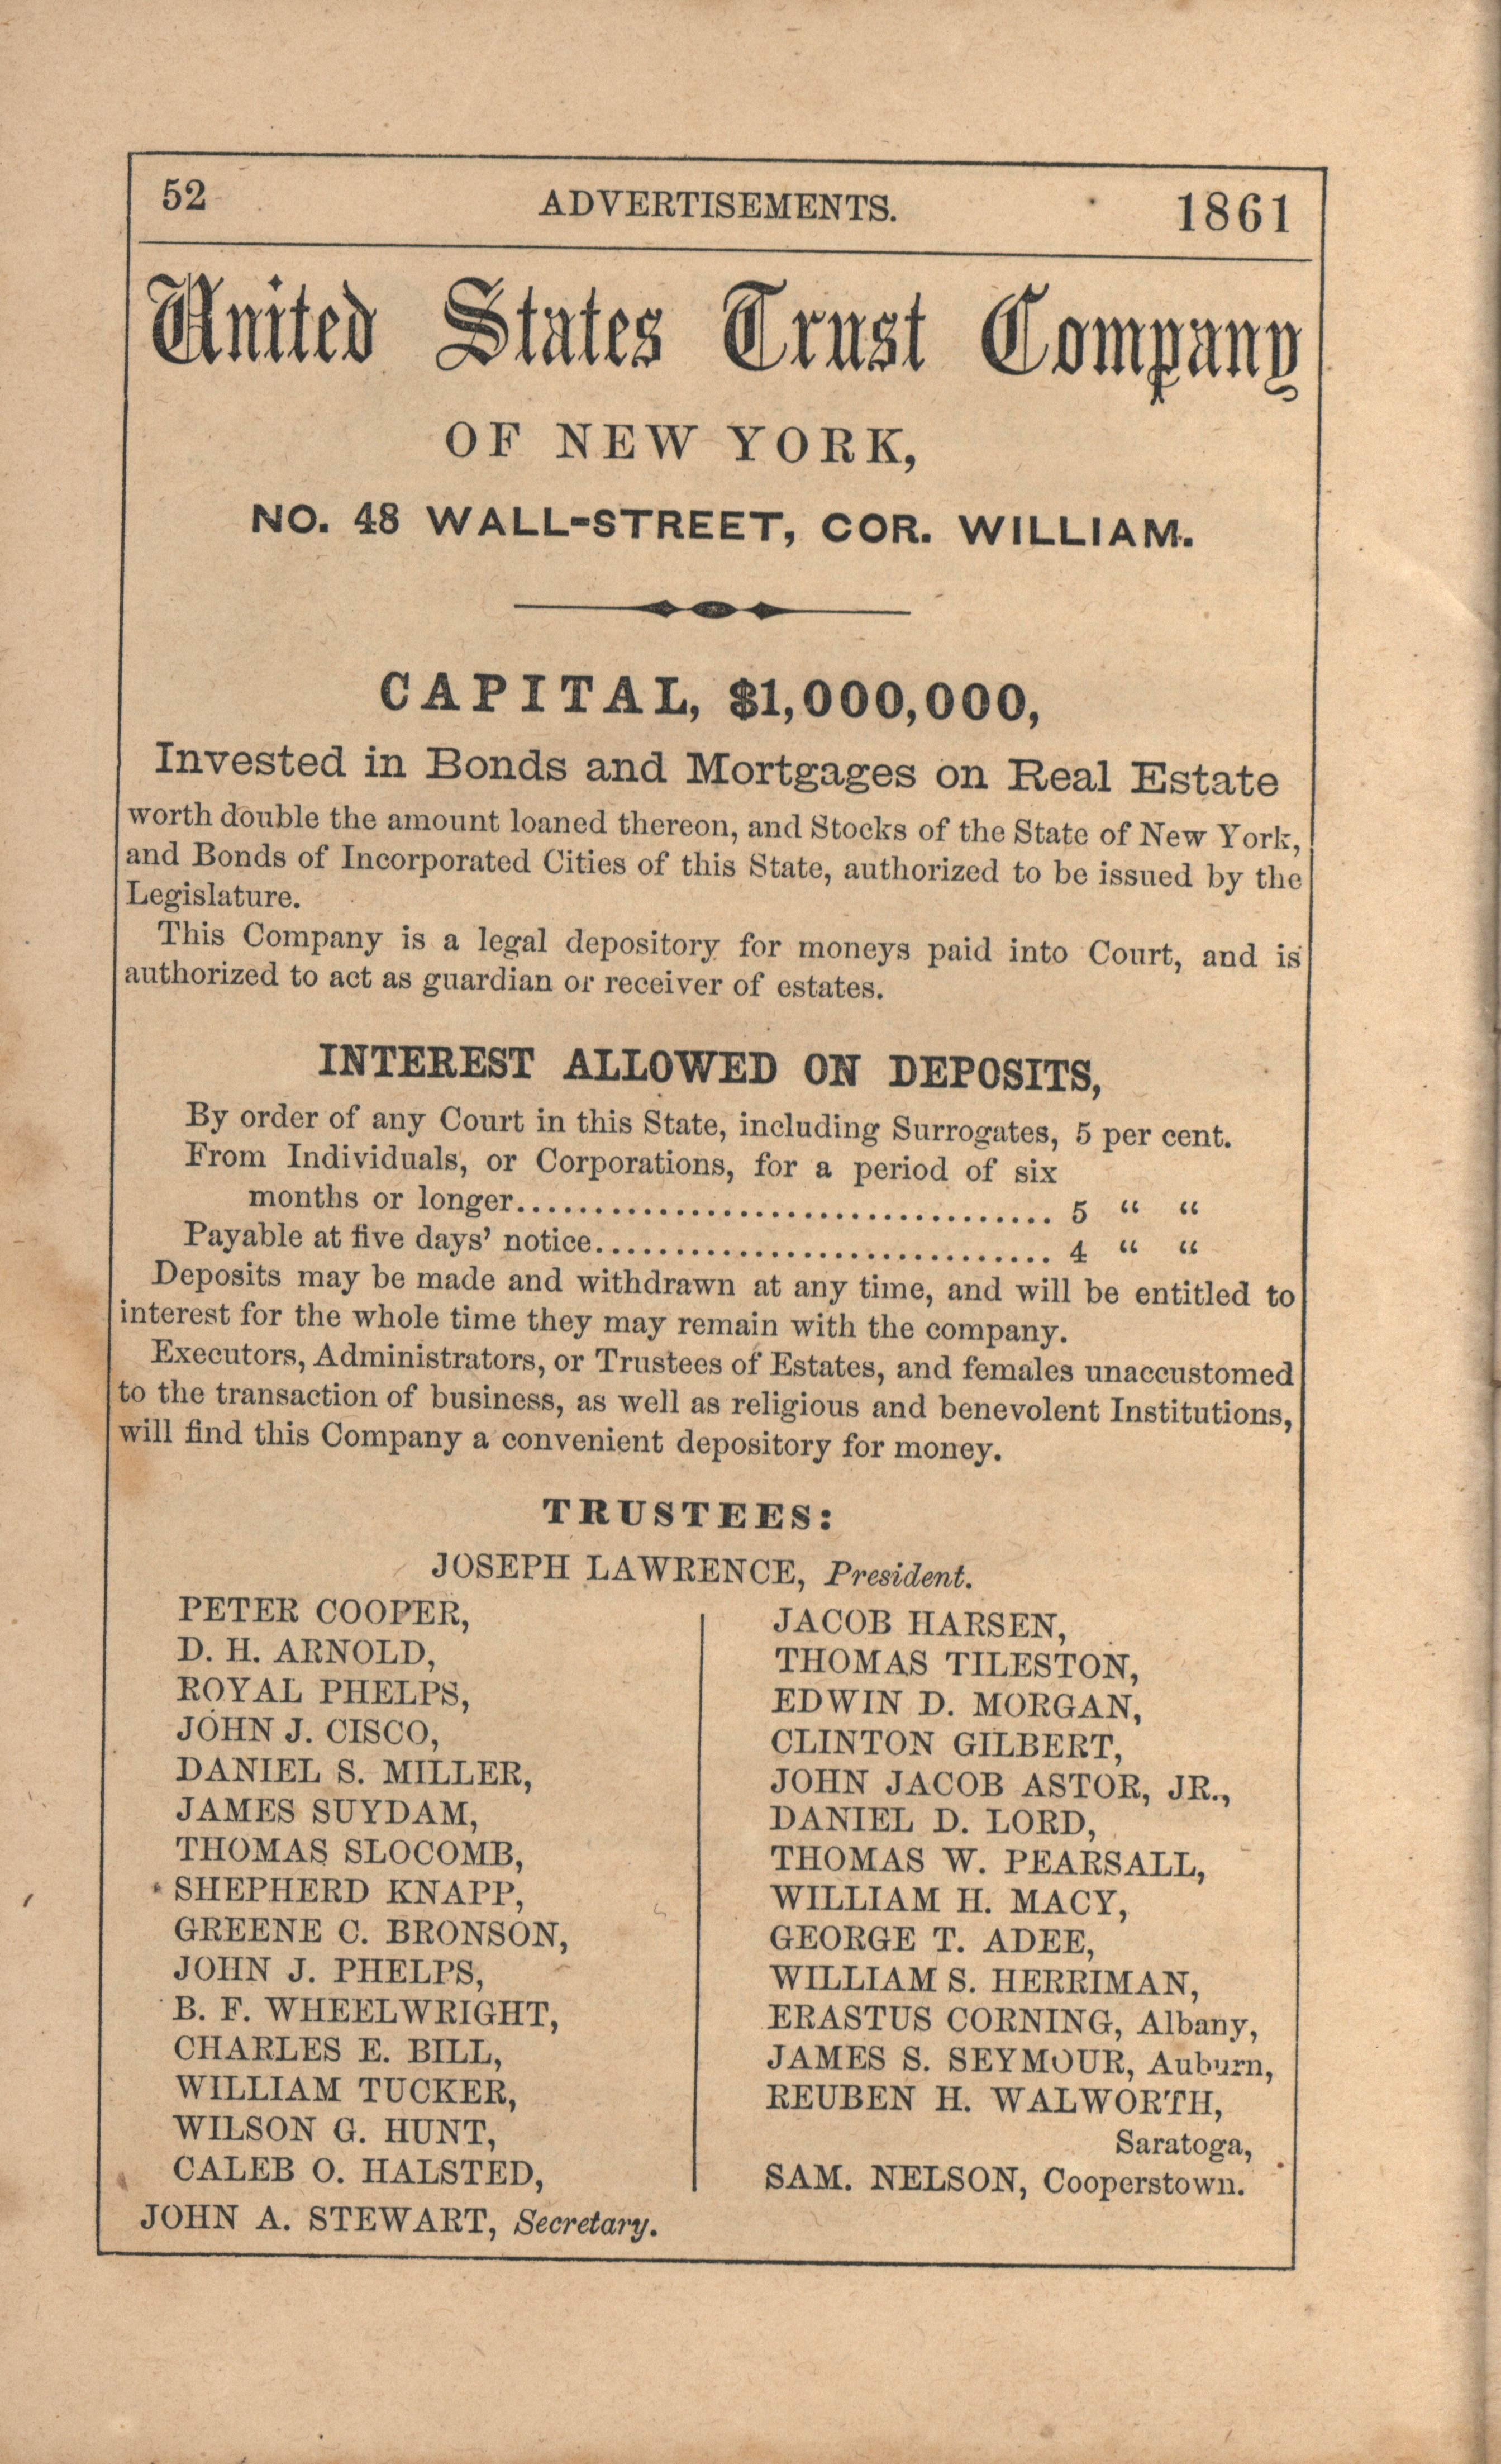 52 ADVERTISEMENTS. 1861
United States Trust Company
OF NEW YORK,
NO. 48 WALL-STREET, COR. WILLIAM.
CAPITAL, $1,000,000,
Invested in Bonds and Mortgages on Real Estate
worth double the amount loaned thereon, and Stocks of the State of New York,
and Bonds of Incorporated Cities of this State, authorized to be issued by the
Legislature.
This Company is a legal depository for moneys paid into Court, and is
authorized to act as guardian or receiver of estates.
INTEREST ALLOWED ON DEPOSITS,
By order of any Court in this State, including Surrogates, 5 per cent.
From Individuals, or Corporations, for a period of six
months or longer.................................. 5 “ “
Payable at five days’ notice............................. 4 “ “
Deposits may be made and withdrawn at any time, and will be entitled to
interest for the whole time they may remain with the company.
Executors, Administrators, or Trustees of Estates, and females unaccustomed
to the transaction of business, as well as religious and benevolent Institutions,
will find this Company a convenient depository for money.
TRUSTEES:
JOSEPH LAWRENCE, President.
PETER COOPER,
D. H. ARNOLD,
ROYAL PHELPS,
JOHN J. CISCO,
DANIEL S. MILLER,
JAMES SUYDAM,
THOMAS SLOCOMB,
SHEPHERD KNAPP,
GREENE C. BRONSON,
JOHN J. PHELPS,
B. F. WHEELWRIGHT,
CHARLES E. BILL,
WILLIAM TUCKER,
WILSON G. HUNT,
CALEB O. HALSTED,
JACOB HARSEN,
THOMAS TILESTON,
EDWIN D. MORGAN,
CLINTON GILBERT,
JOHN JACOB ASTOR, JR.,
DANIEL D. LORD,
THOMAS W. PEARSALL,
WILLIAM H. MACY,
GEORGE T. ADEE,
WILLIAM S. HERRIMAN,
ERASTUS CORNING, Albany,
JAMES S. SEYMOUR, Auburn,
REUBEN H. WALWORTH,
Saratoga,
SAM. NELSON, Cooperstown.
JOHN A. STEWART, Secretary.